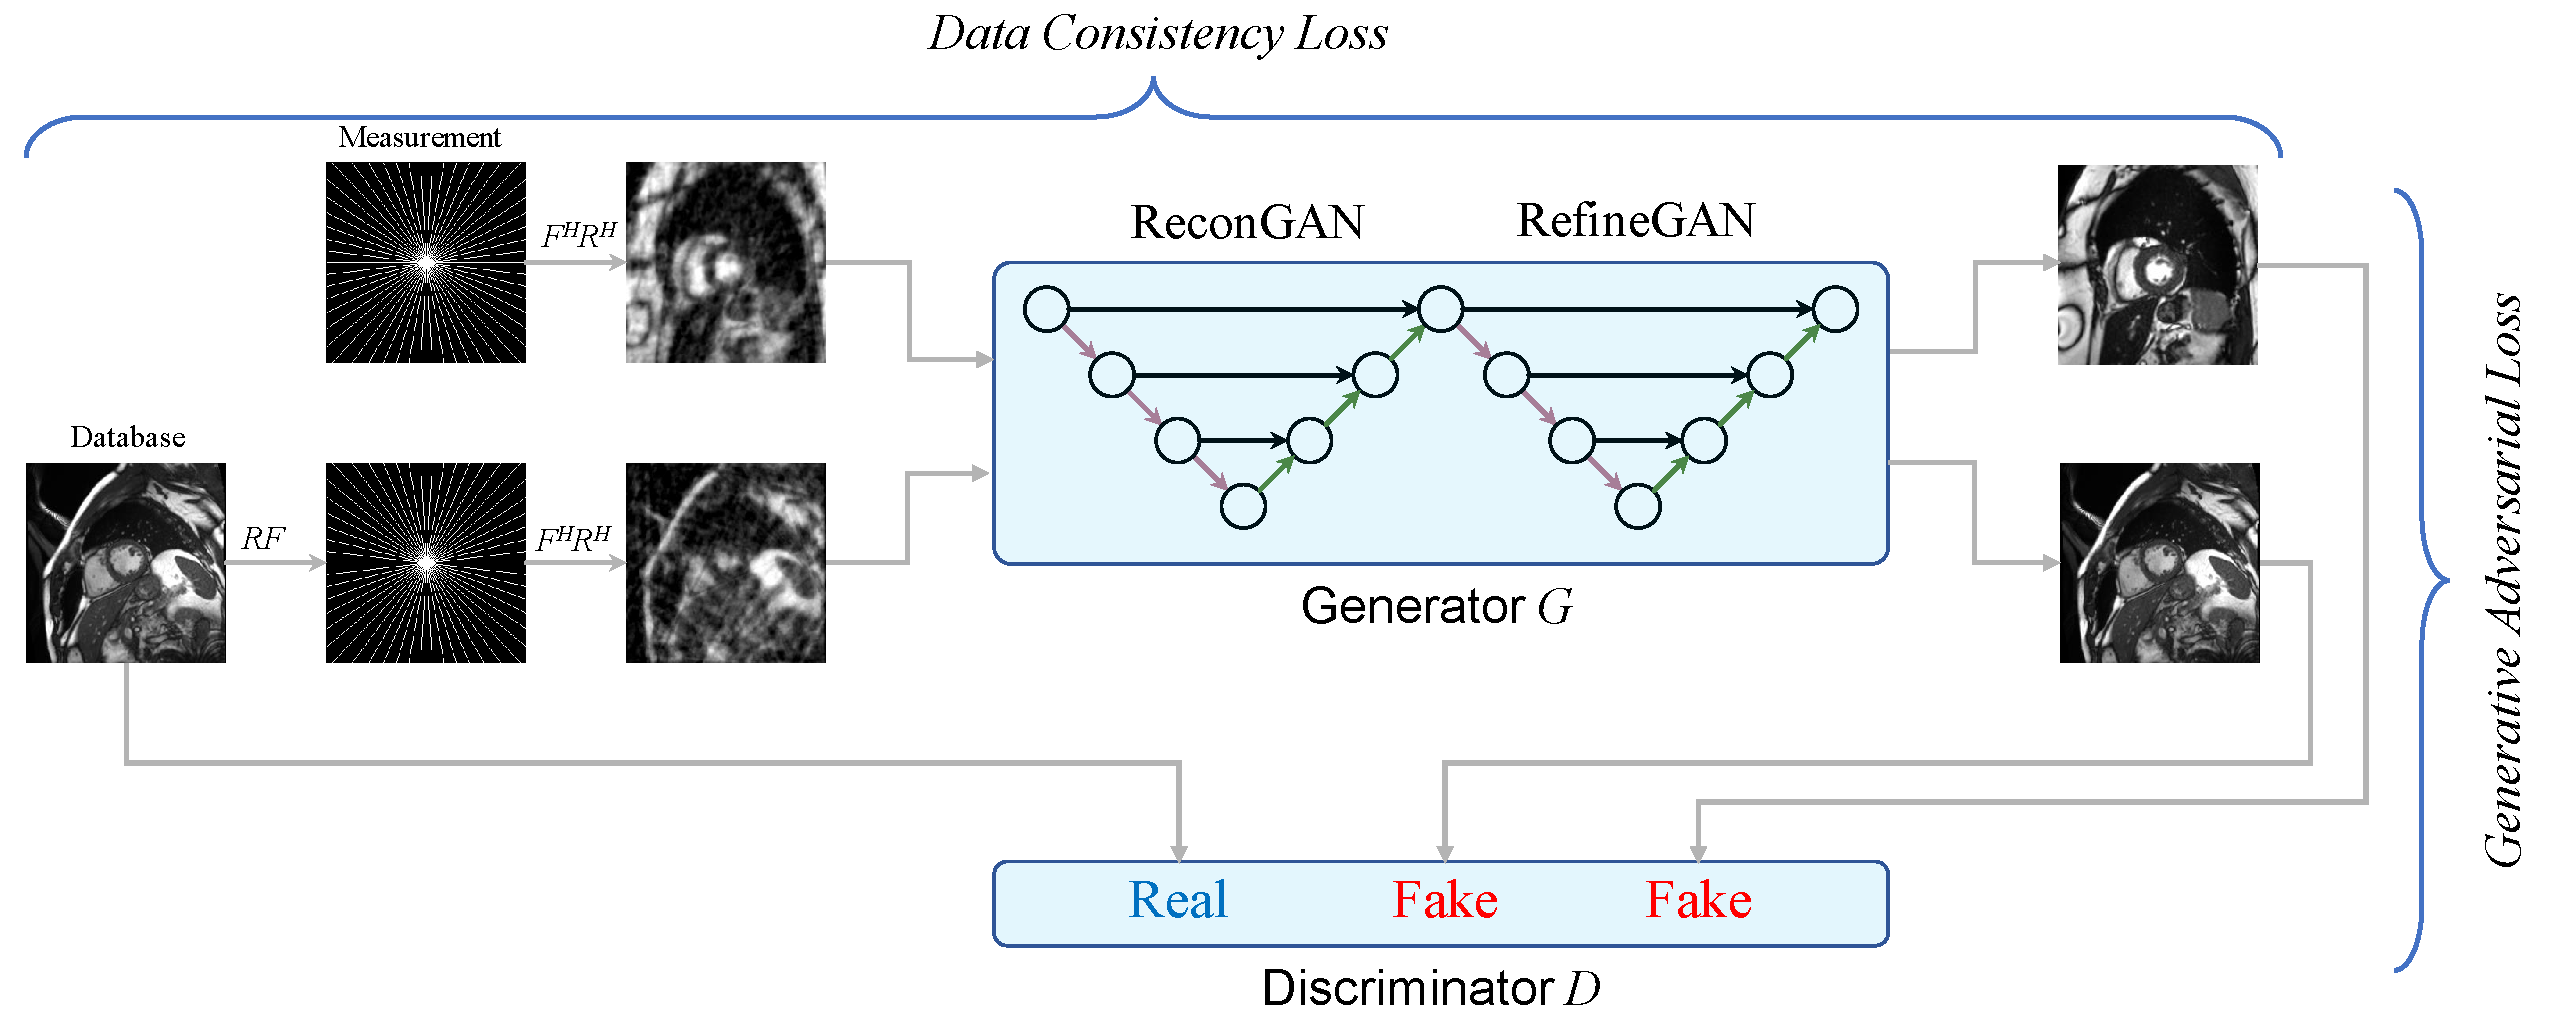 Data Consistency Loss
Measurement
F^H R^H
ReconGAN
RefineGAN
Database
RF
F^H R^H
Generator G
Generative Adversarial Loss
Real
Fake
Fake
Discriminator D